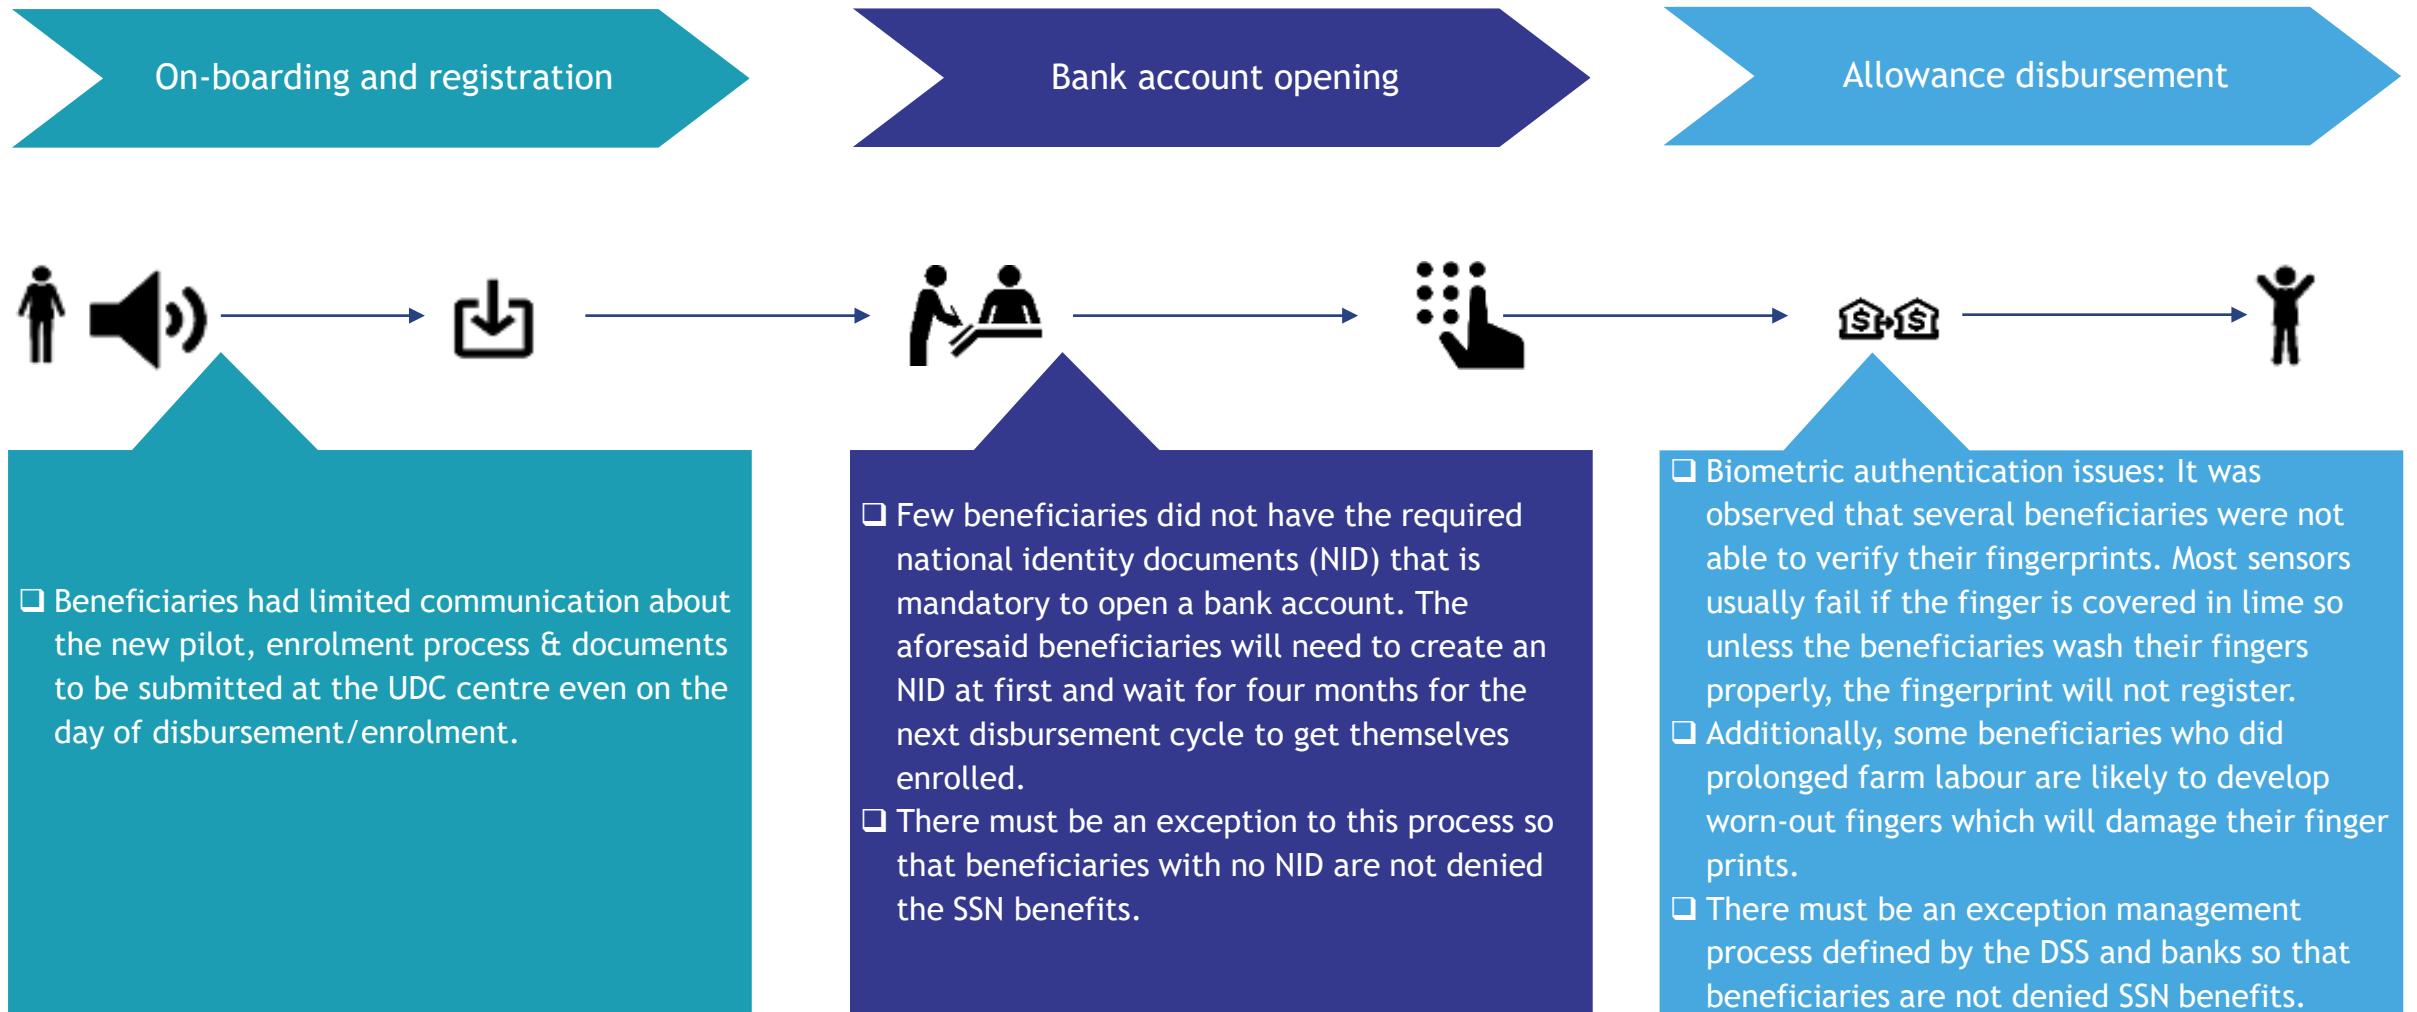 On-boarding and registration
Bank account opening
Allowance disbursement
❑ Beneficiaries had limited communication about
the new pilot, enrolment process & documents
to be submitted at the UDC centre even on the
day of disbursement/enrolment.
❑ Few beneficiaries did not have the required
national identity documents (NID) that is
mandatory to open a bank account. The
aforesaid beneficiaries will need to create an
NID at first and wait for four months for the
next disbursement cycle to get themselves
enrolled.
❑ There must be an exception to this process so
that beneficiaries with no NID are not denied
the SSN benefits.
❑ Biometric authentication issues: It was
observed that several beneficiaries were not
able to verify their fingerprints. Most sensors
usually fail if the finger is covered in lime so
unless the beneficiaries wash their fingers
properly, the fingerprint will not register.
❑ Additionally, some beneficiaries who did
prolonged farm labour are likely to develop
worn-out fingers which will damage their finger
prints.
❑ There must be an exception management
process defined by the DSS and banks so that
beneficiaries are not denied SSN benefits.